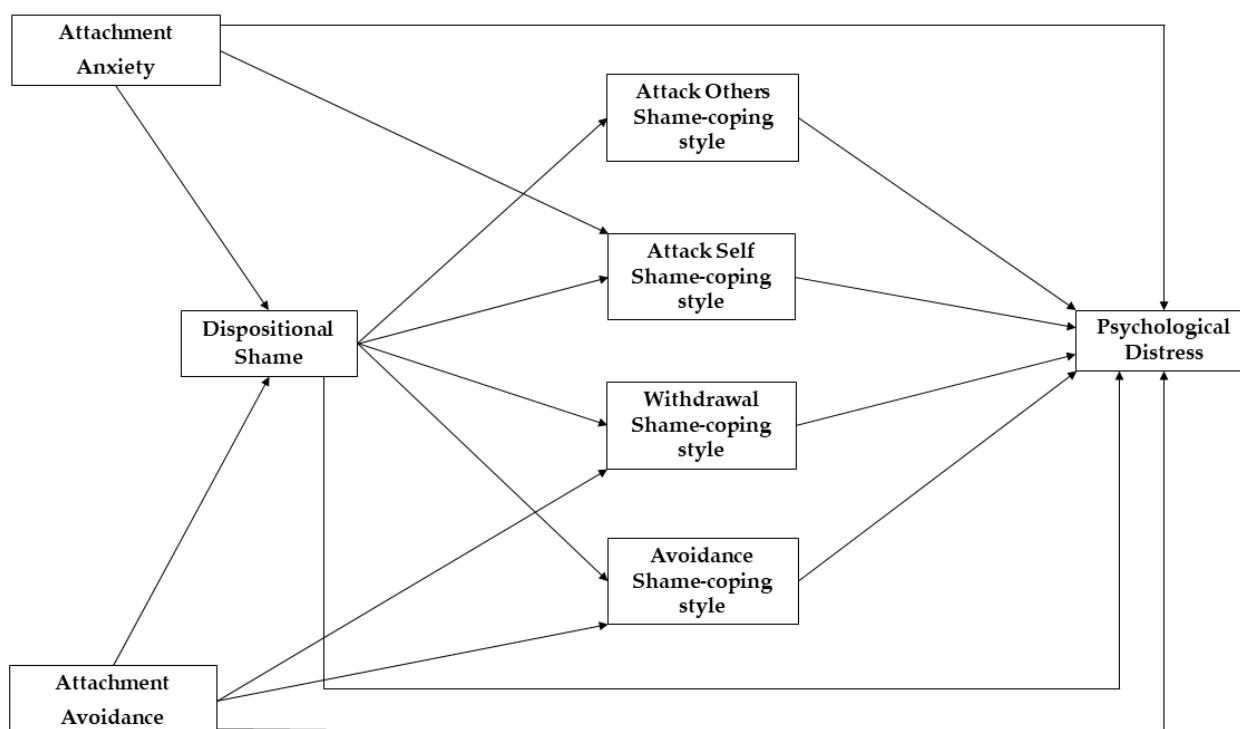 Attachment
Anxiety
Attack Others
Shame-coping
style
Attack Self
Shame-coping
style
Dispositional
Shame
Psychological
Distress
Withdrawal
Shame-coping
style
Avoidance
Shame-coping
style
Attachment
Avoidance